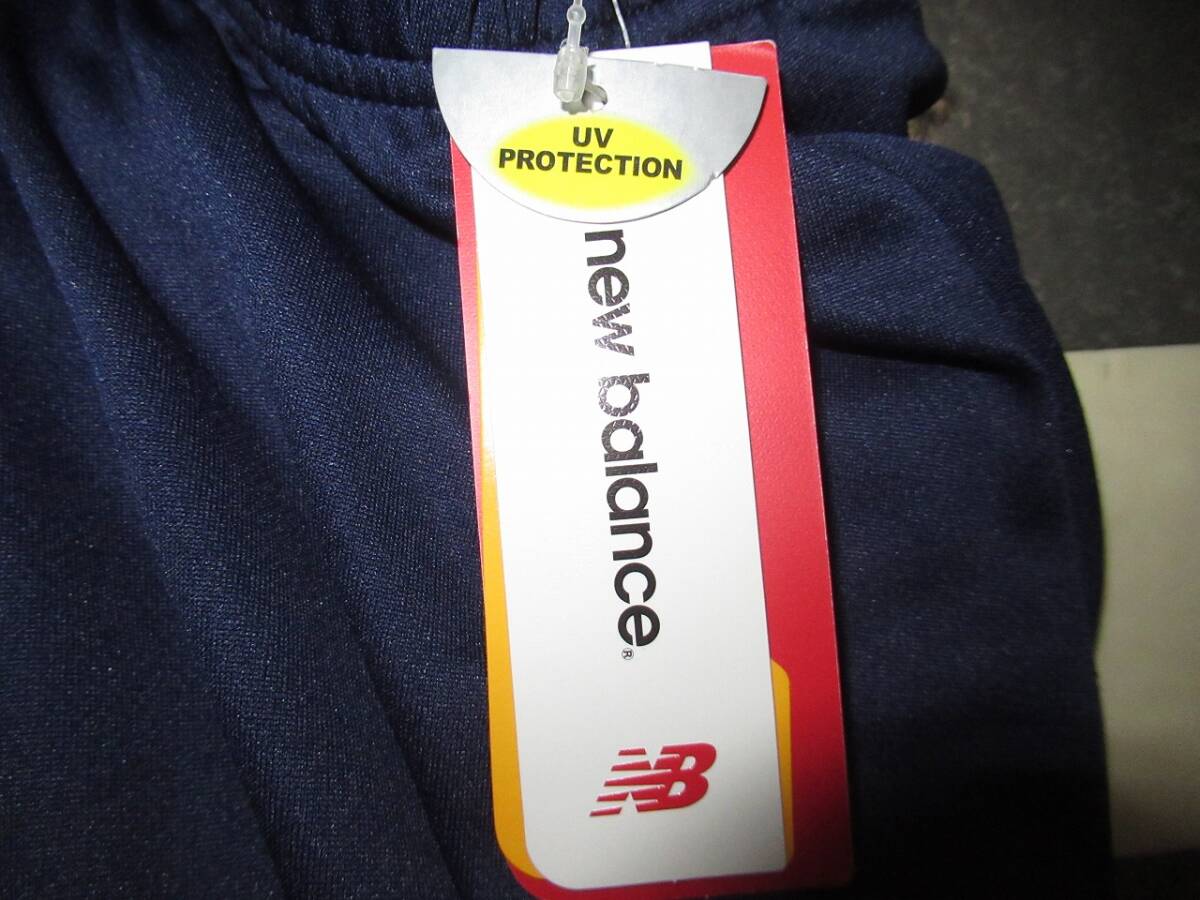 UV
PROTECTION
new balance®
NB